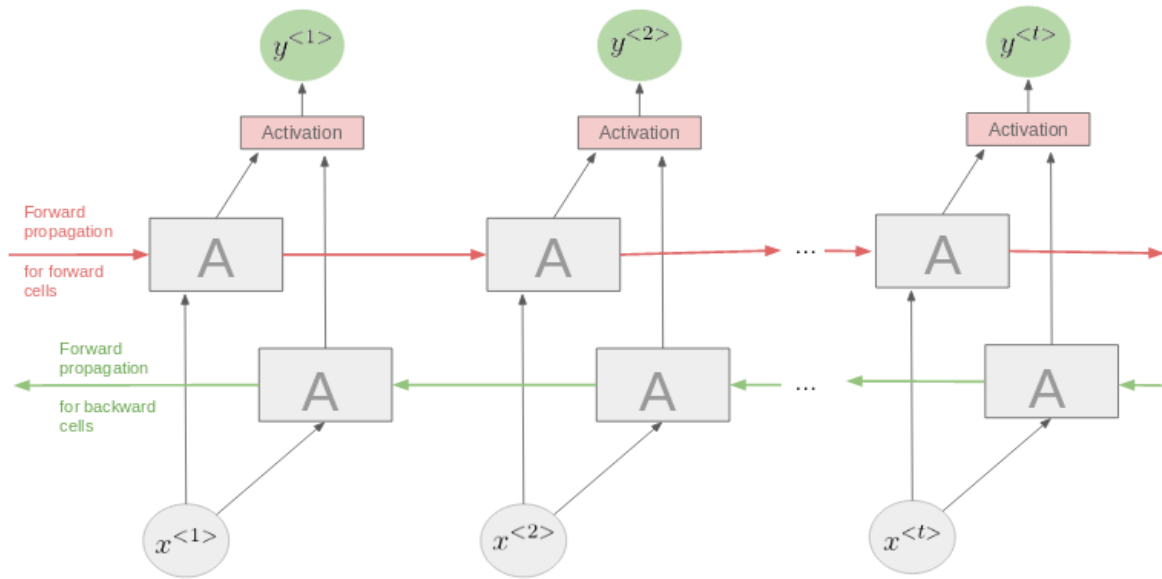 y^{<1>} y^{<2>} y^{<t>}
Activation Activation Activation
Forward
propagation
for forward
cells
A A ... A
Forward
propagation
for backward
cells
A A ... A
x^{<1>} x^{<2>} x^{<t>}